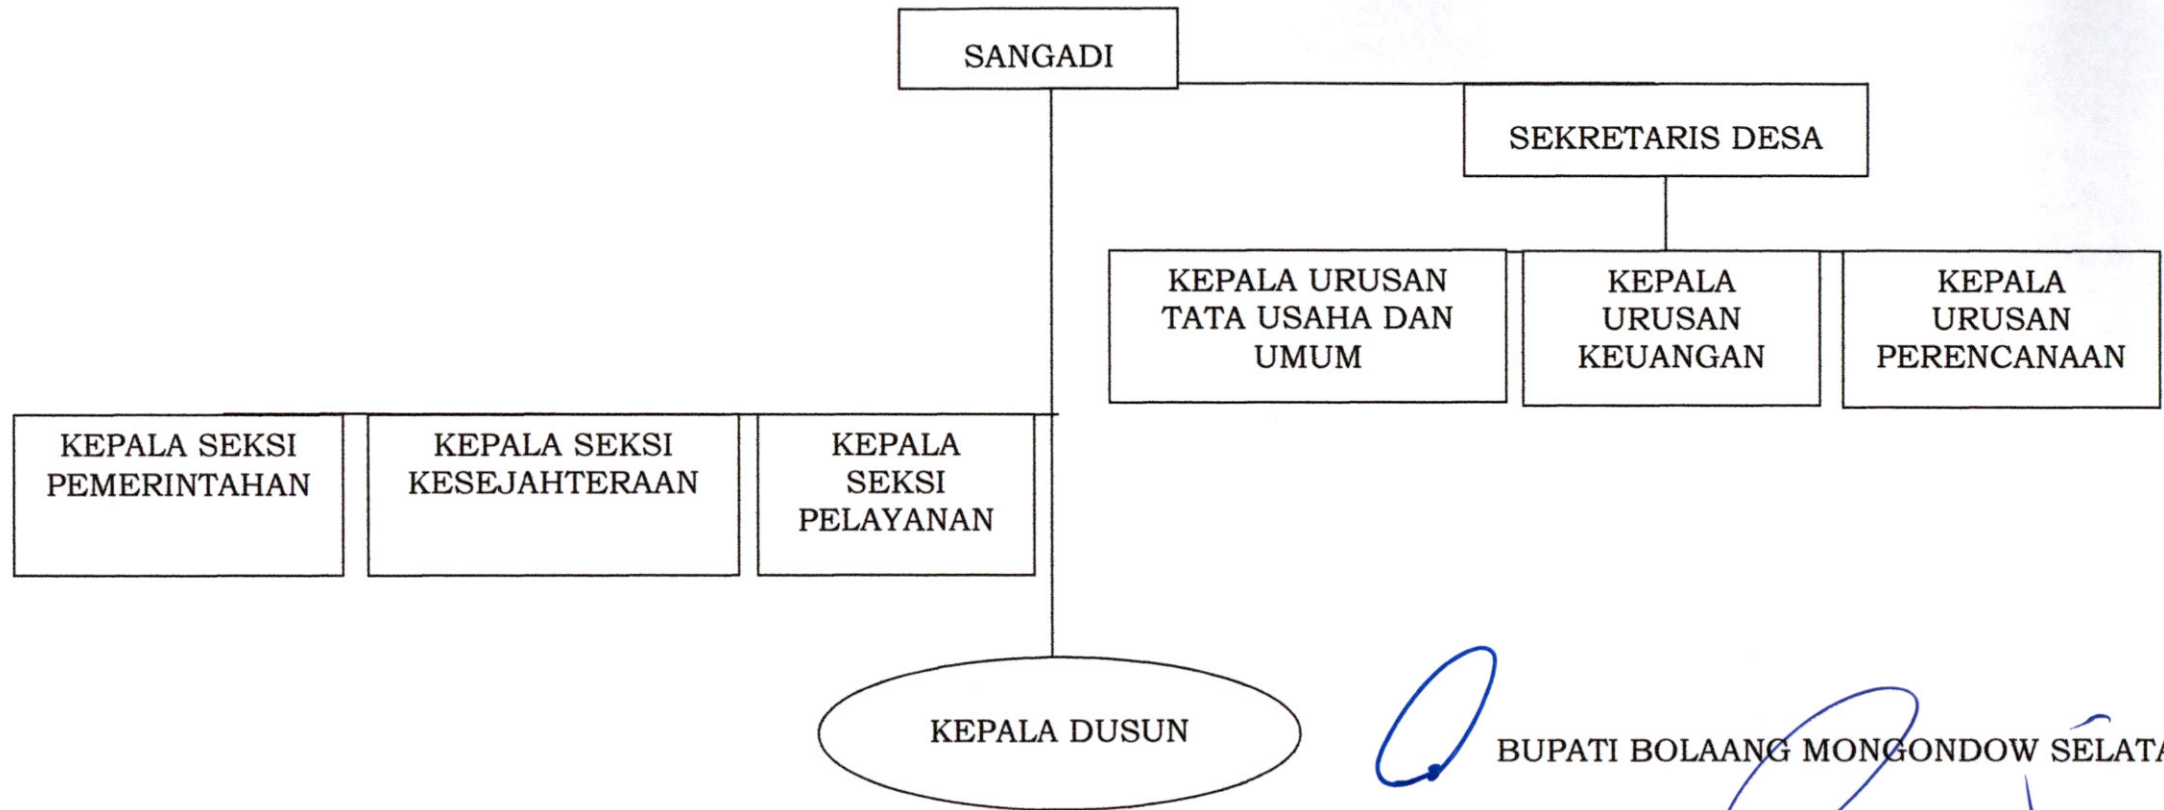 SANGADI
SEKRETARIS DESA
KEPALA URUSAN
TATA USAHA DAN
UMUM
KEPALA
URUSAN
KEUANGAN
KEPALA
URUSAN
PERENCANAAN
KEPALA SEKSI
PEMERINTAHAN
KEPALA SEKSI
KESEJAHTERAAN
KEPALA
SEKSI
PELAYANAN
KEPALA DUSUN
BUPATI BOLAANG MONGONDOW SELATA